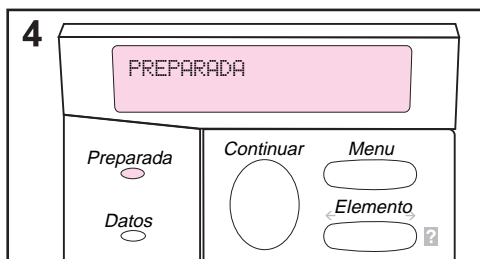 4
PREPARADA
Preparada
Continuar
Menu
Datos
Elemento
?